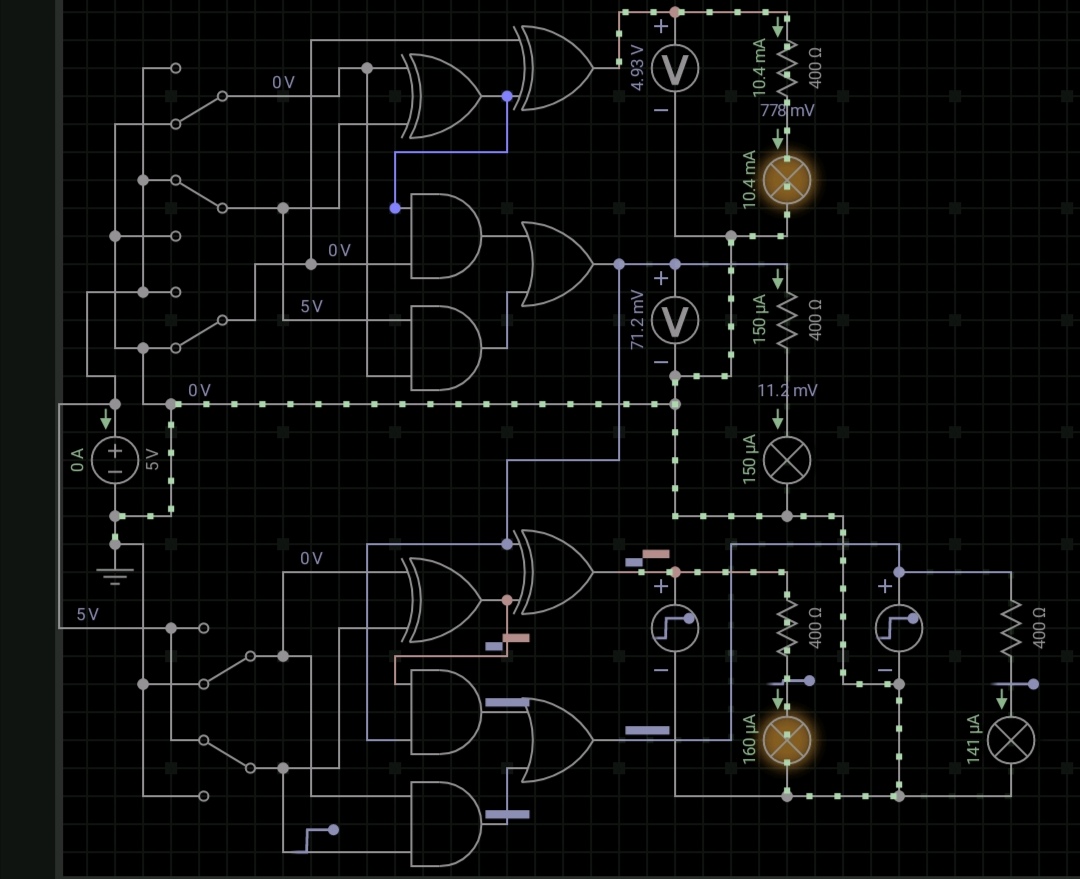 0 V
4.93 V
+
V
−
10.4 mA
400 Ω
778 mV
10.4 mA
0 V
5 V
71.2 mV
+
V
−
150 µA
400 Ω
11.2 mV
0 V
0 A
+
−
5 V
150 µA
0 V
5 V
+
−
400 Ω
+
−
400 Ω
160 µA
141 µA